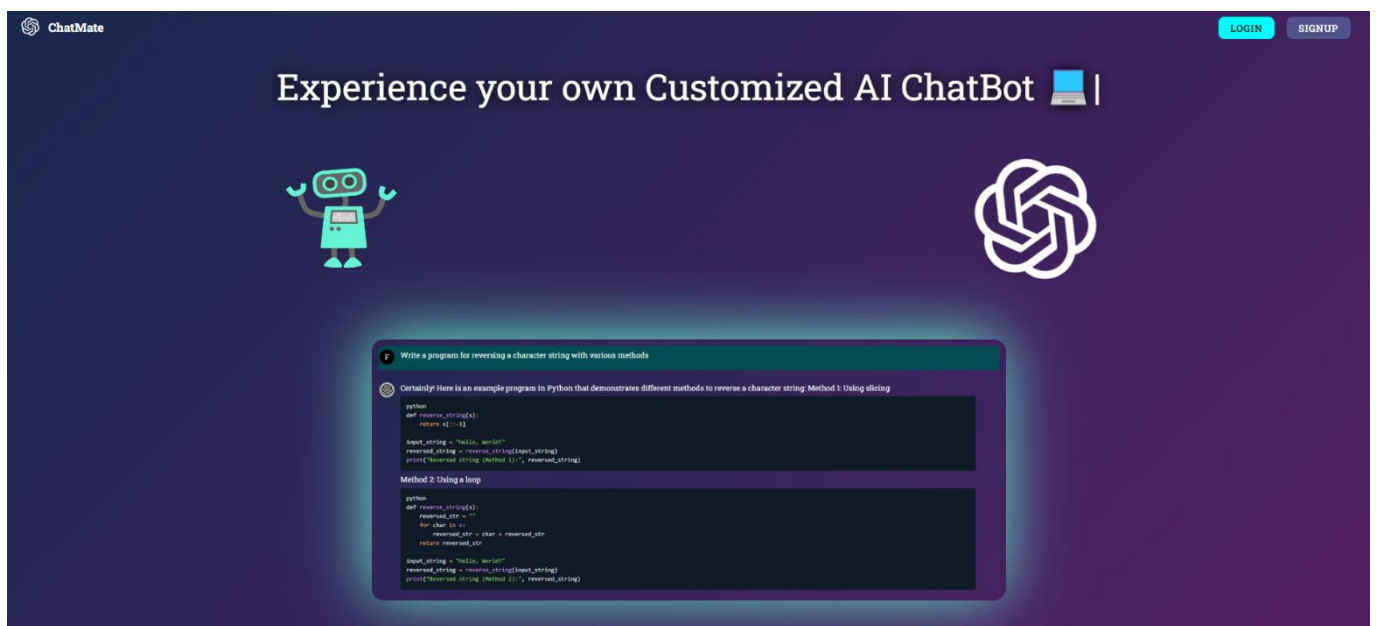 ChatMate
LOGIN
SIGNUP
Experience your own Customized AI ChatBot 💻|
F
Write a program for reversing a character string with various methods
Certainly! Here is an example program in Python that demonstrates different methods to reverse a character string: Method 1: Using slicing
python
def reverse_string(s):
    return s[::-1]
input_string = "Hello, World!"
reversed_string = reverse_string(input_string)
print("Reversed string (Method 1):", reversed_string)
Method 2: Using a loop
python
def reverse_string(s):
    reversed_str = ""
    for char in s:
        reversed_str = char + reversed_str
    return reversed_str
input_string = "Hello, World!"
reversed_string = reverse_string(input_string)
print("Reversed string (Method 2):", reversed_string)